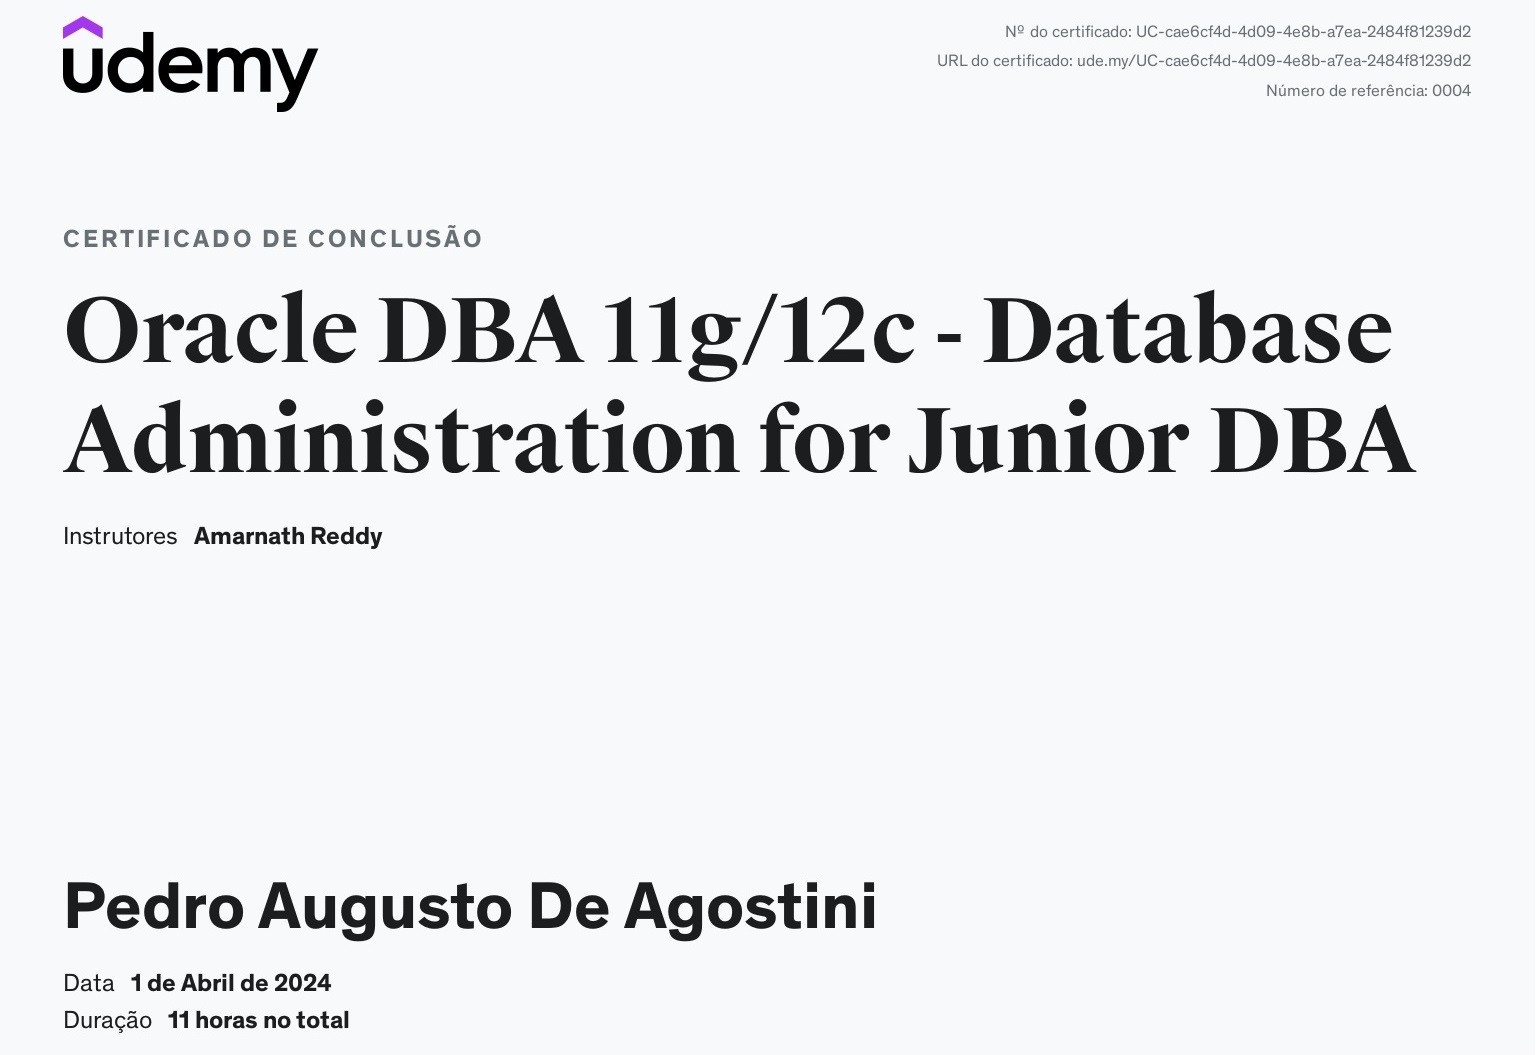 udemy
Nº do certificado: UC-cae6cf4d-4d09-4e8b-a7ea-2484f81239d2
URL do certificado: ude.my/UC-cae6cf4d-4d09-4e8b-a7ea-2484f81239d2
Número de referência: 0004
CERTIFICADO DE CONCLUSÃO
Oracle DBA 11g/12c - Database
Administration for Junior DBA
Instrutores Amarnath Reddy
Pedro Augusto De Agostini
Data 1 de Abril de 2024
Duração 11 horas no total